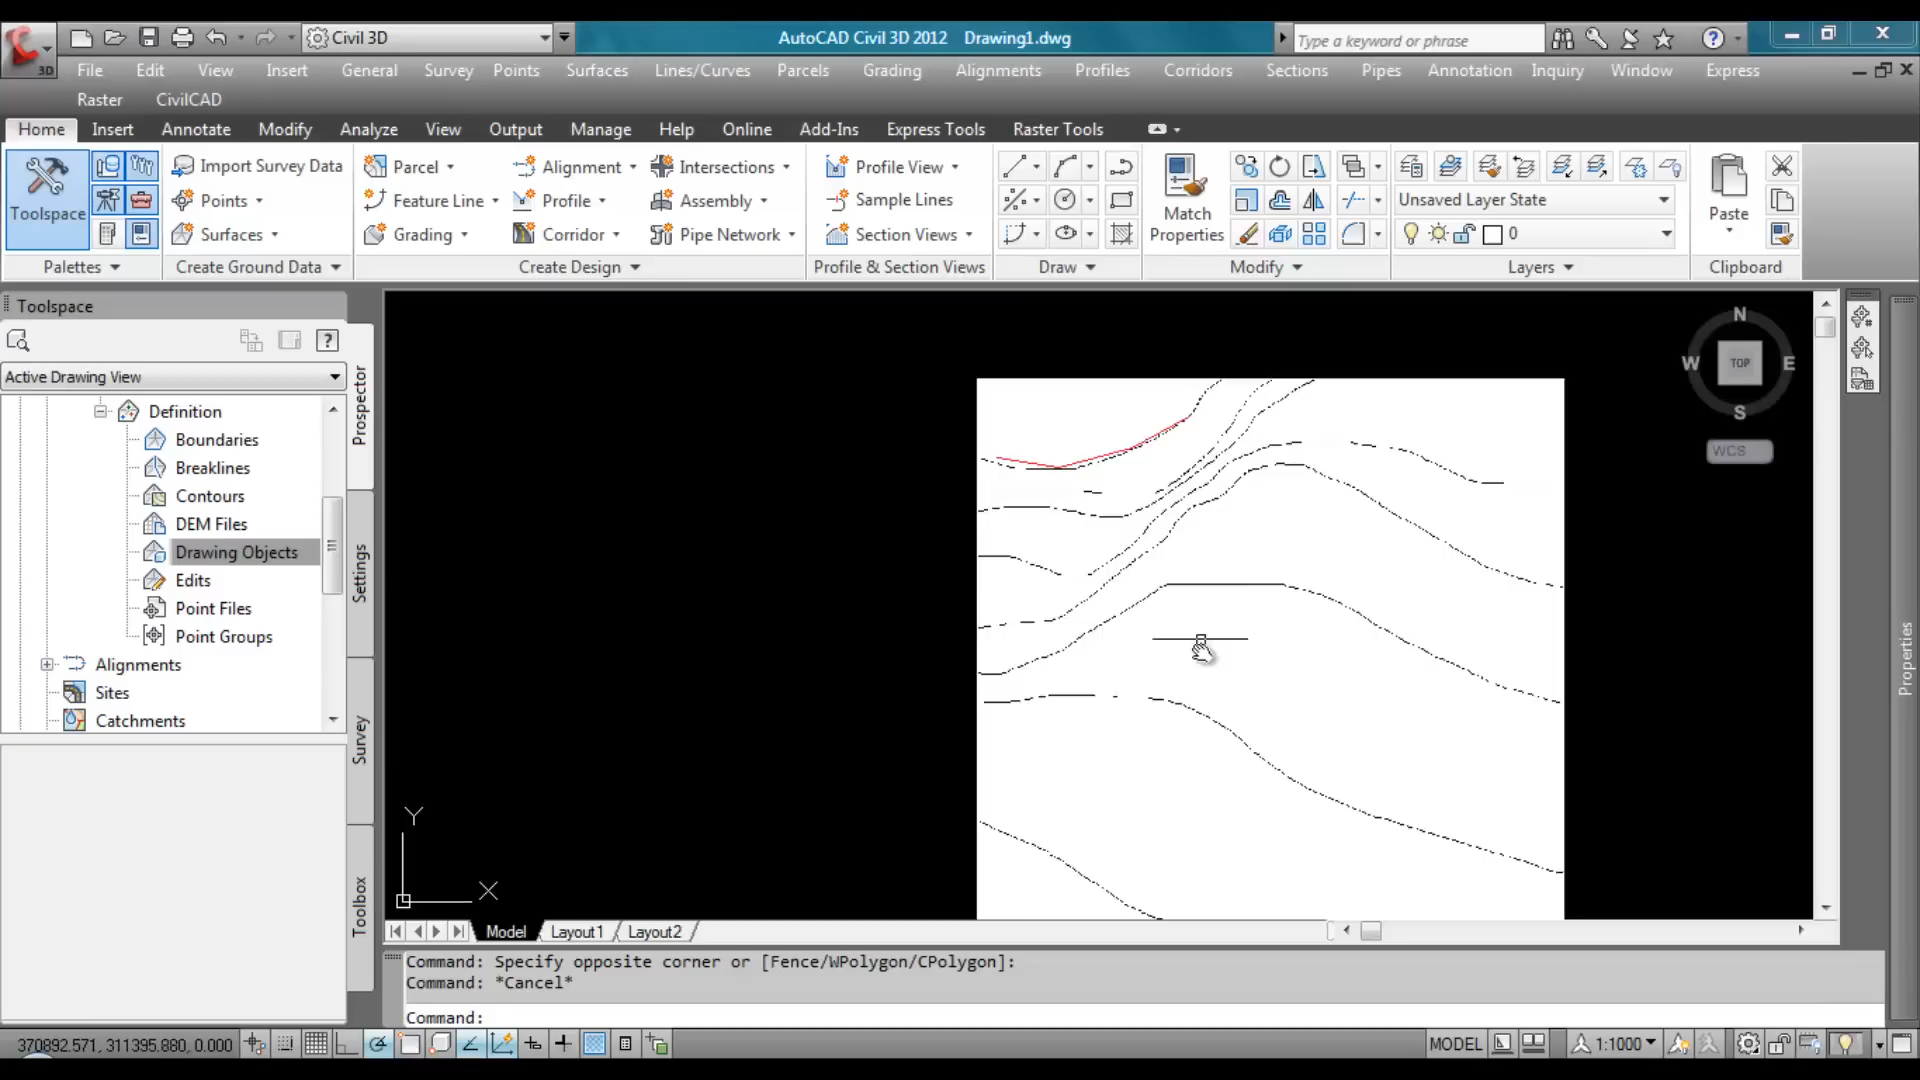 Civil 3D
AutoCAD Civil 3D 2012 Drawing1.dwg
Type a keyword or phrase
3D
File Edit View Insert General Survey Points Surfaces Lines/Curves Parcels Grading Alignments Profiles Corridors Sections Pipes Annotation Inquiry Window Express
Raster CivilCAD
Home Insert Annotate Modify Analyze View Output Manage Help Online Add-Ins Express Tools Raster Tools
Import Survey Data Parcel Alignment Intersections Profile View
Toolspace Points Feature Line Profile Assembly Sample Lines Match Properties Unsaved Layer State Paste
Surfaces Grading Corridor Pipe Network Section Views 0
Palettes Create Ground Data Create Design Profile & Section Views Draw Modify Layers Clipboard
Toolspace
Active Drawing View
Definition
Boundaries
Breaklines
Contours
DEM Files
Drawing Objects
Edits
Point Files
Point Groups
Alignments
Sites
Catchments
Prospector
Settings
Survey
Toolbox
N
W TOP E
S
WCS
Properties
Y
X
Model Layout1 Layout2
Command: Specify opposite corner or [Fence/WPolygon/CPolygon]:
Command: *Cancel*
Command:
370892.571, 311395.880, 0.000 MODEL 1:1000